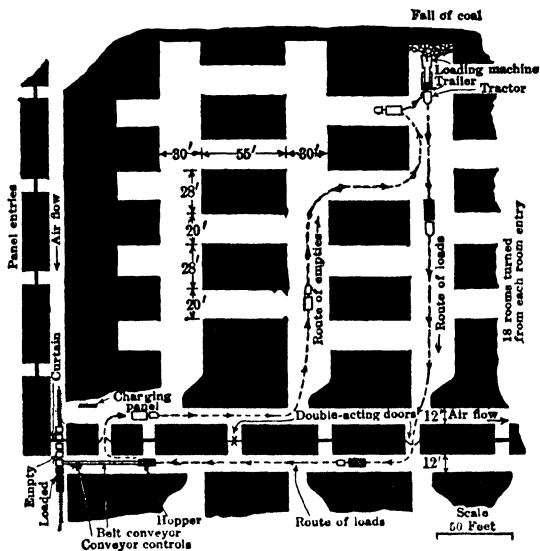 Fall of coal
Loading machine
Trailer
Tractor
30' 55' 30'
28'
20'
28'
20'
Panel entries
Air flow
Route of empties
Route of loads
18 rooms turned
from each room entry
Curtain
Charging
panel
Double-acting doors
12'
Air flow
12'
Empty
Loaded
Hopper
Belt conveyor
Conveyor controls
Route of loads
Scale
50 Feet